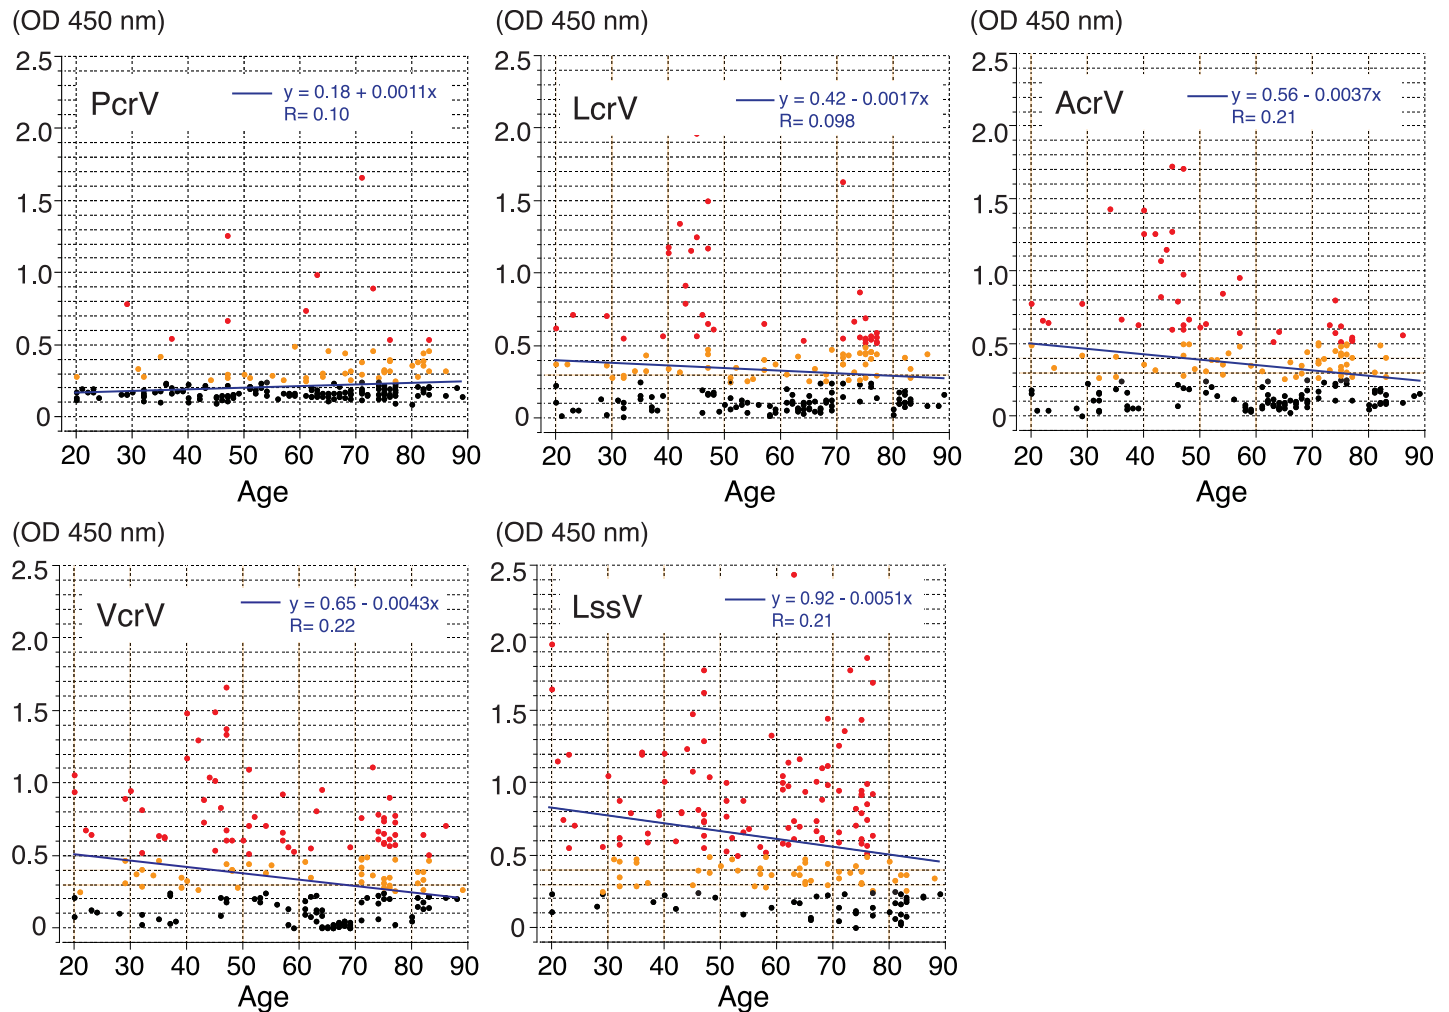 (OD 450 nm)
2.5
2.0
1.5
1.0
0.5
0
PcrV
y = 0.18 + 0.0011x
R= 0.10
20 30 40 50 60 70 80 90
Age
(OD 450 nm)
2.5
2.0
1.5
1.0
0.5
0
LcrV
y = 0.42 - 0.0017x
R= 0.098
20 30 40 50 60 70 80 90
Age
(OD 450 nm)
2.5
2.0
1.5
1.0
0.5
0
AcrV
y = 0.56 - 0.0037x
R= 0.21
20 30 40 50 60 70 80 90
Age
(OD 450 nm)
2.5
2.0
1.5
1.0
0.5
0
VcrV
y = 0.65 - 0.0043x
R= 0.22
20 30 40 50 60 70 80 90
Age
(OD 450 nm)
2.5
2.0
1.5
1.0
0.5
0
LssV
y = 0.92 - 0.0051x
R= 0.21
20 30 40 50 60 70 80 90
Age